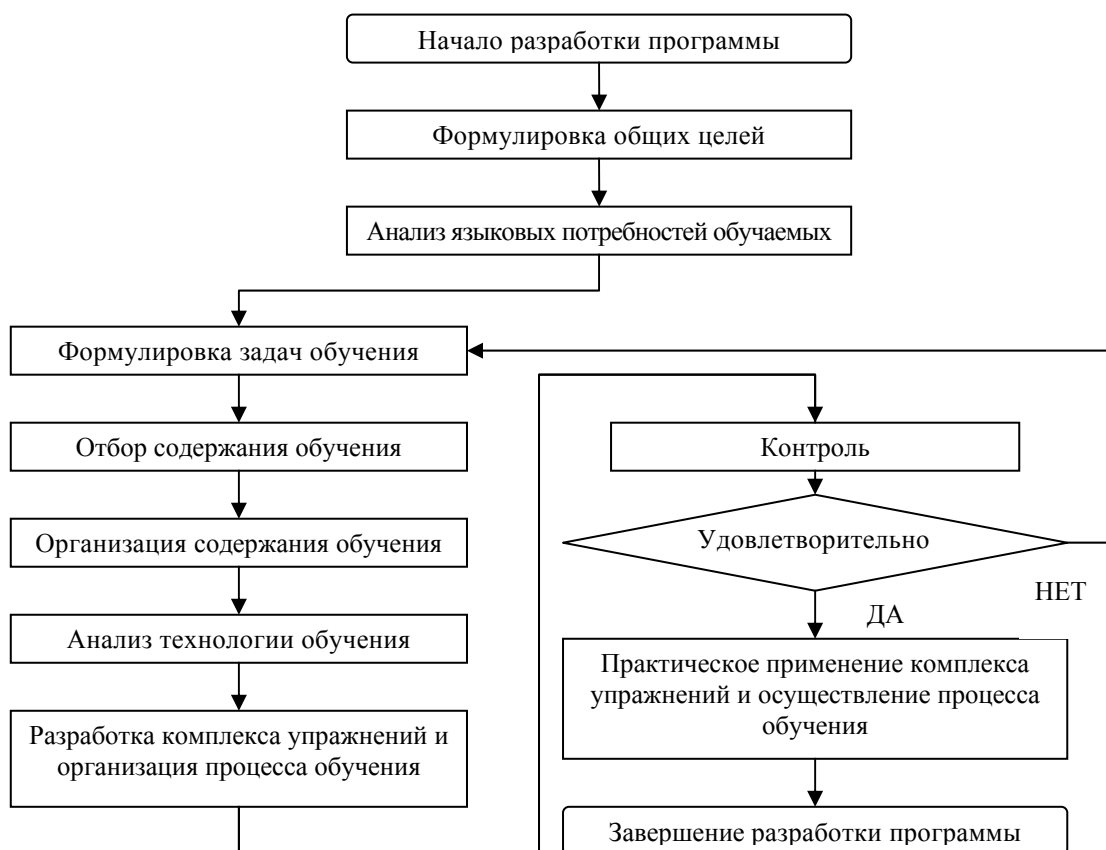 Начало разработки программы
Формулировка общих целей
Анализ языковых потребностей обучаемых
Формулировка задач обучения
Отбор содержания обучения
Организация содержания обучения
Анализ технологии обучения
Разработка комплекса упражнений и
организация процесса обучения
Контроль
Удовлетворительно
НЕТ
ДА
Практическое применение комплекса
упражнений и осуществление процесса
обучения
Завершение разработки программы